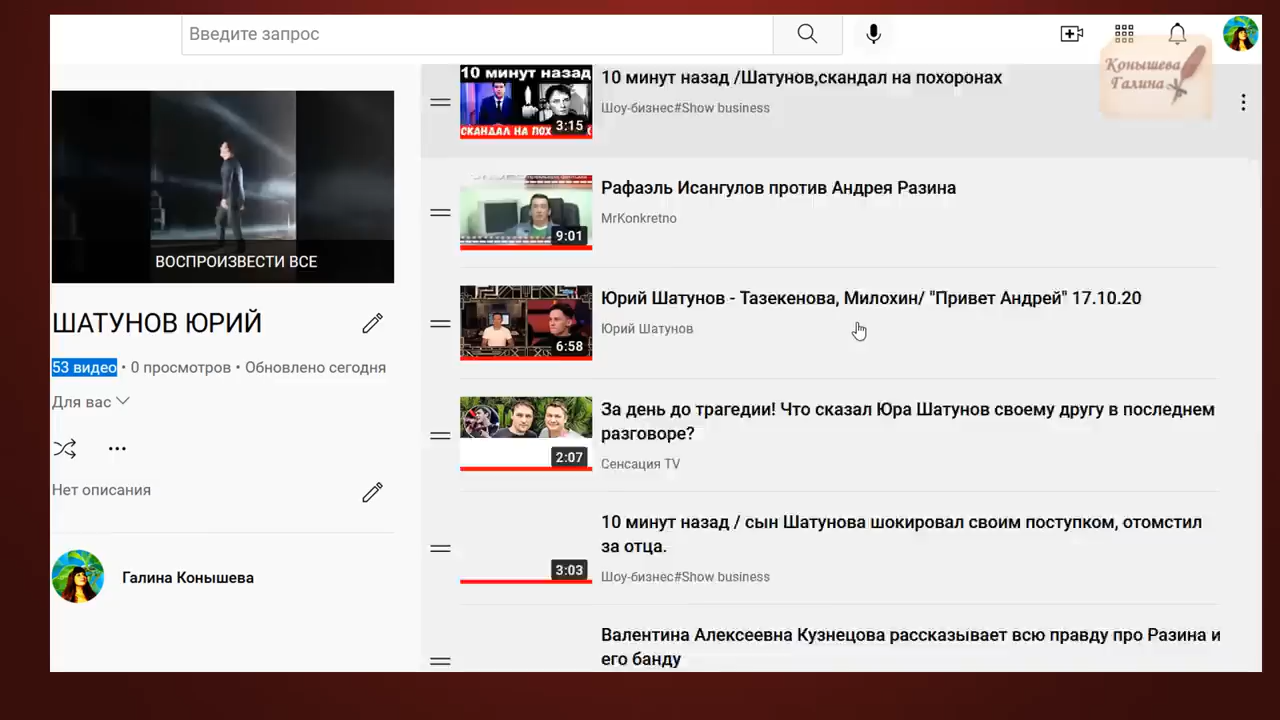 Введите запрос
Конышева
Галина
10 минут назад
СКАНДАЛ НА ПОХ
3:15
10 минут назад /Шатунов,скандал на похоронах
Шоу-бизнес#Show business
9:01
Рафаэль Исангулов против Андрея Разина
MrKonkretno
ВОСПРОИЗВЕСТИ ВСЕ
ШАТУНОВ ЮРИЙ
53 видео • 0 просмотров • Обновлено сегодня
Для вас
Нет описания
Галина Конышева
6:58
Юрий Шатунов - Тазекенова, Милохин/ "Привет Андрей" 17.10.20
Юрий Шатунов
2:07
За день до трагедии! Что сказал Юра Шатунов своему другу в последнем
разговоре?
Сенсация TV
3:03
10 минут назад / сын Шатунова шокировал своим поступком, отомстил
за отца.
Шоу-бизнес#Show business
Валентина Алексеевна Кузнецова рассказывает всю правду про Разина и
его банду